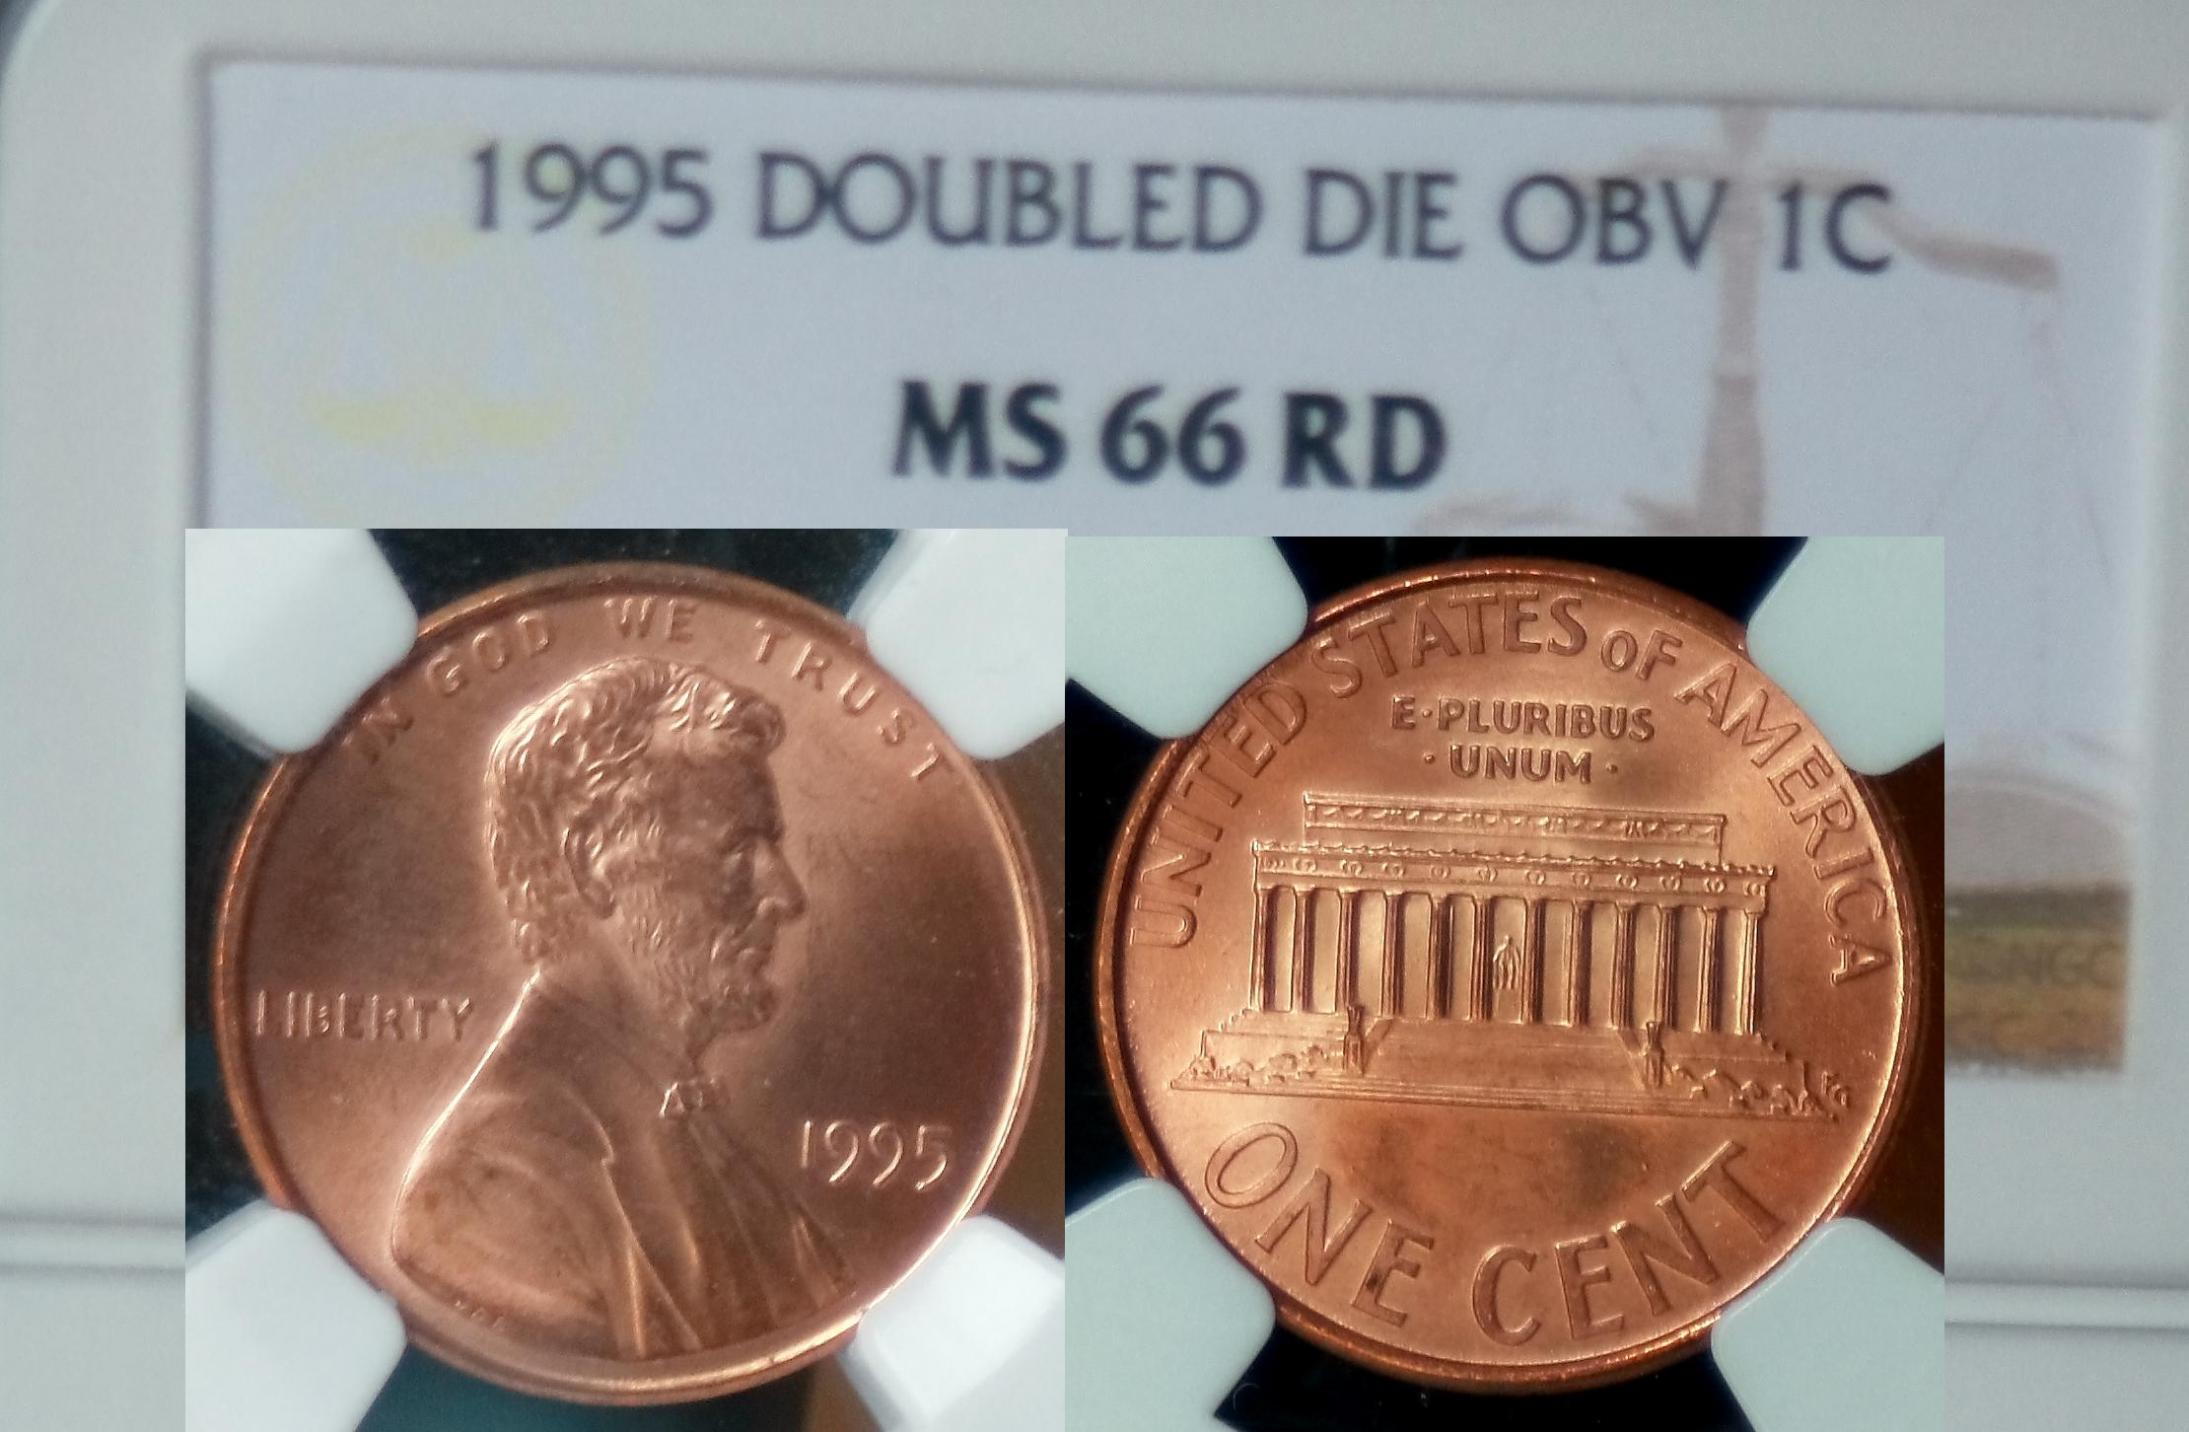 1995 DOUBLED DIE OBV 1C
MS 66 RD
IN GOD WE TRUST
LIBERTY
1995
UNITED STATES OF AMERICA
E·PLURIBUS
·UNUM·
ONE CENT
NGC